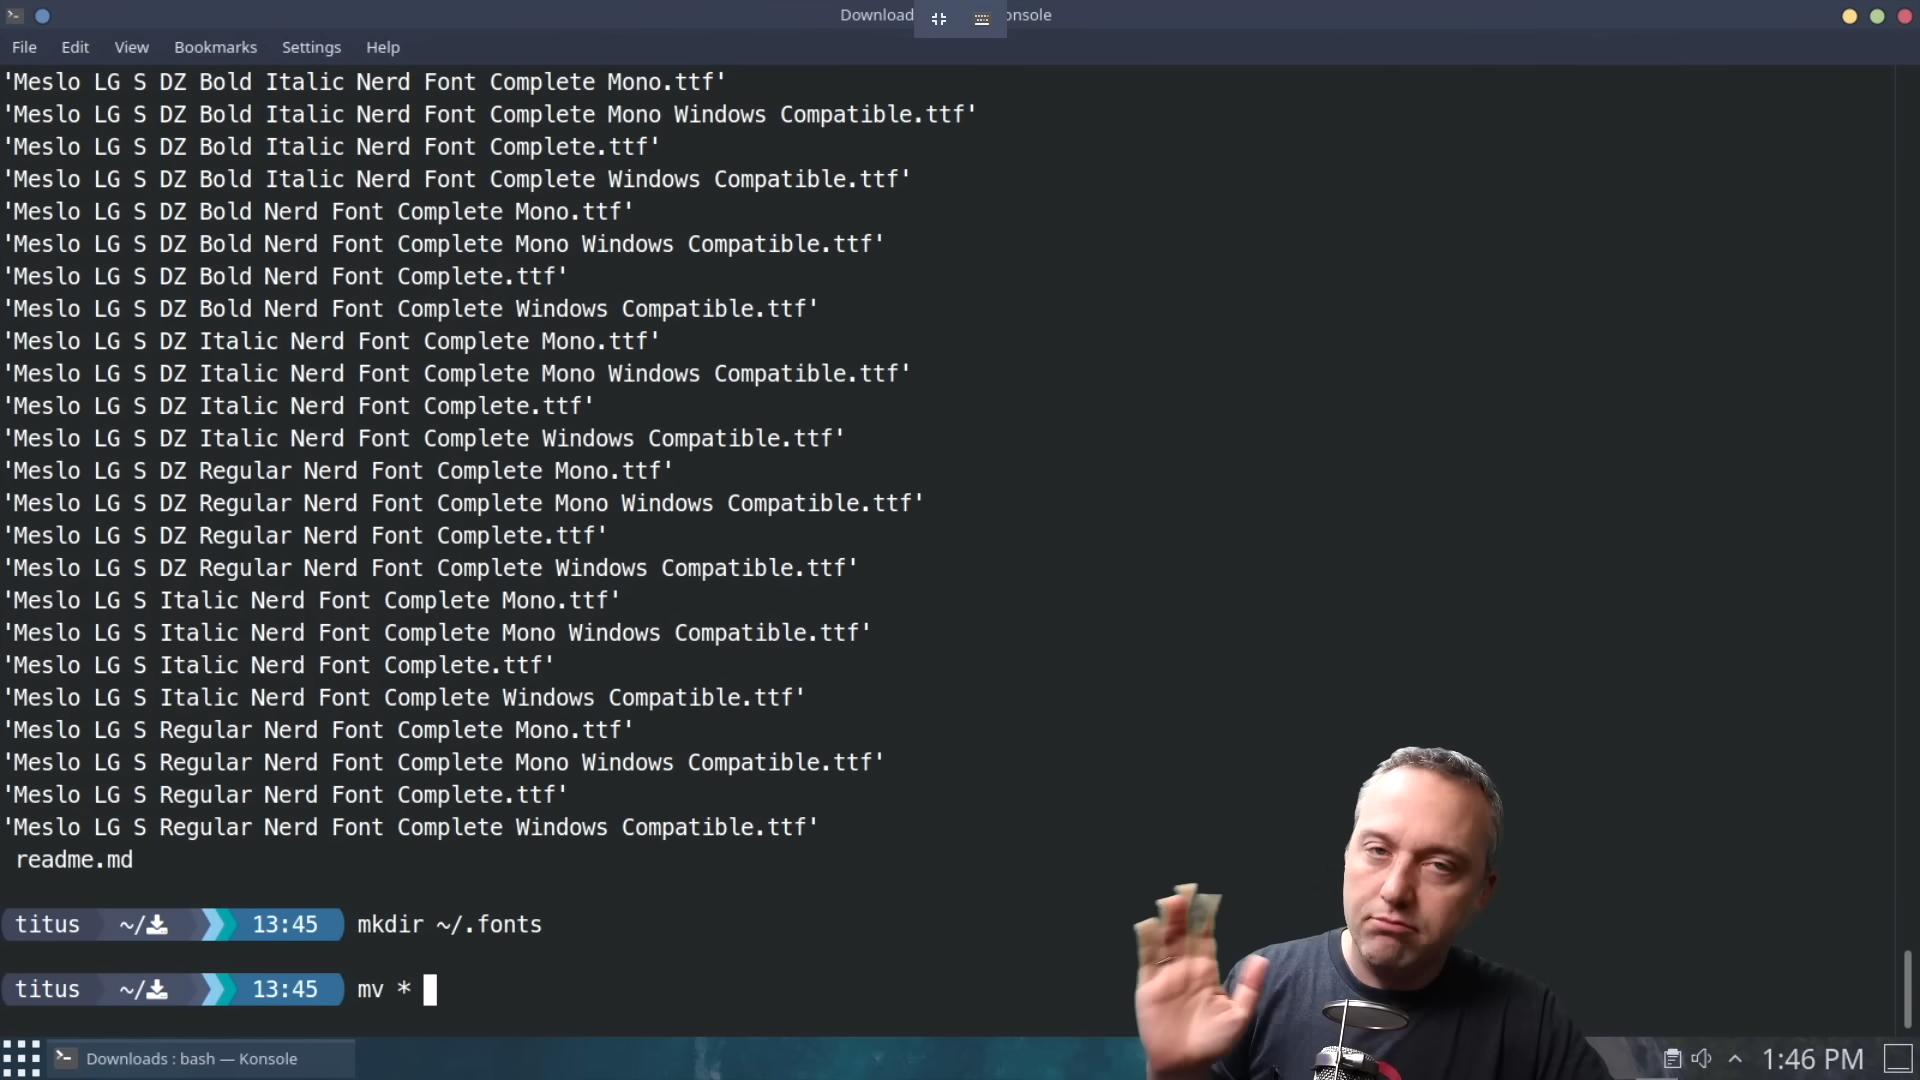 Download
onsole
File Edit View Bookmarks Settings Help
'Meslo LG S DZ Bold Italic Nerd Font Complete Mono.ttf'
'Meslo LG S DZ Bold Italic Nerd Font Complete Mono Windows Compatible.ttf'
'Meslo LG S DZ Bold Italic Nerd Font Complete.ttf'
'Meslo LG S DZ Bold Italic Nerd Font Complete Windows Compatible.ttf'
'Meslo LG S DZ Bold Nerd Font Complete Mono.ttf'
'Meslo LG S DZ Bold Nerd Font Complete Mono Windows Compatible.ttf'
'Meslo LG S DZ Bold Nerd Font Complete.ttf'
'Meslo LG S DZ Bold Nerd Font Complete Windows Compatible.ttf'
'Meslo LG S DZ Italic Nerd Font Complete Mono.ttf'
'Meslo LG S DZ Italic Nerd Font Complete Mono Windows Compatible.ttf'
'Meslo LG S DZ Italic Nerd Font Complete.ttf'
'Meslo LG S DZ Italic Nerd Font Complete Windows Compatible.ttf'
'Meslo LG S DZ Regular Nerd Font Complete Mono.ttf'
'Meslo LG S DZ Regular Nerd Font Complete Mono Windows Compatible.ttf'
'Meslo LG S DZ Regular Nerd Font Complete.ttf'
'Meslo LG S DZ Regular Nerd Font Complete Windows Compatible.ttf'
'Meslo LG S Italic Nerd Font Complete Mono.ttf'
'Meslo LG S Italic Nerd Font Complete Mono Windows Compatible.ttf'
'Meslo LG S Italic Nerd Font Complete.ttf'
'Meslo LG S Italic Nerd Font Complete Windows Compatible.ttf'
'Meslo LG S Regular Nerd Font Complete Mono.ttf'
'Meslo LG S Regular Nerd Font Complete Mono Windows Compatible.ttf'
'Meslo LG S Regular Nerd Font Complete.ttf'
'Meslo LG S Regular Nerd Font Complete Windows Compatible.ttf'
readme.md
titus ~/ 13:45 mkdir ~/.fonts
titus ~/ 13:45 mv *
Downloads : bash — Konsole
1:46 PM